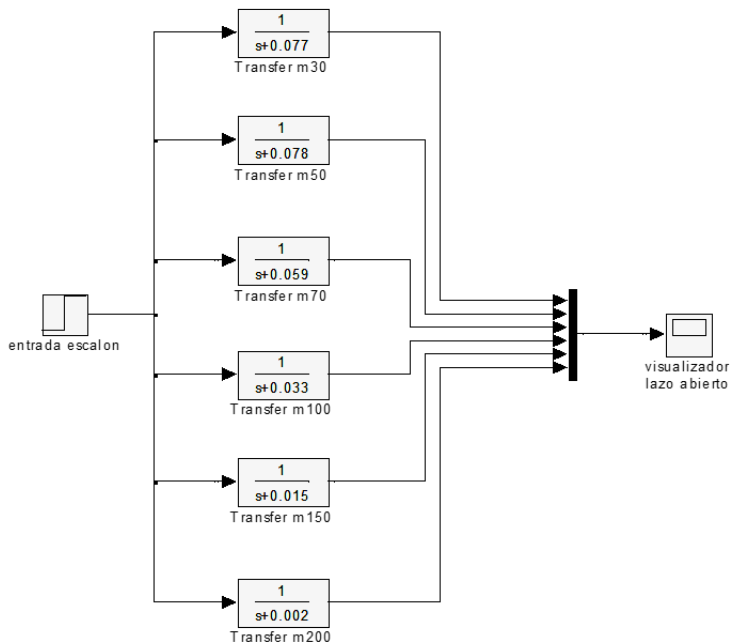 1
s+0.077
Transfer m30
1
s+0.078
Transfer m50
1
s+0.059
Transfer m70
entrada escalon
1
s+0.033
Transfer m100
visualizador
lazo abierto
1
s+0.015
Transfer m150
1
s+0.002
Transfer m200